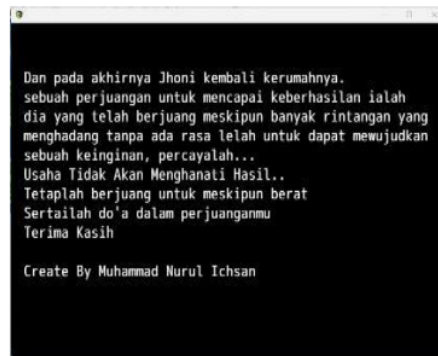 Dan pada akhirnya Jhoni kembali kerumahnya.
sebuah perjuangan untuk mencapai keberhasilan ialah
dia yang telah berjuang meskipun banyak rintangan yang
menghadang tanpa ada rasa lelah untuk dapat mewujudkan
sebuah keinginan, percayalah...
Usaha Tidak Akan Menghanati Hasil..
Tetaplah berjuang untuk meskipun berat
Sertailah do'a dalam perjuanganmu
Terima Kasih
Create By Muhammad Nurul Ichsan